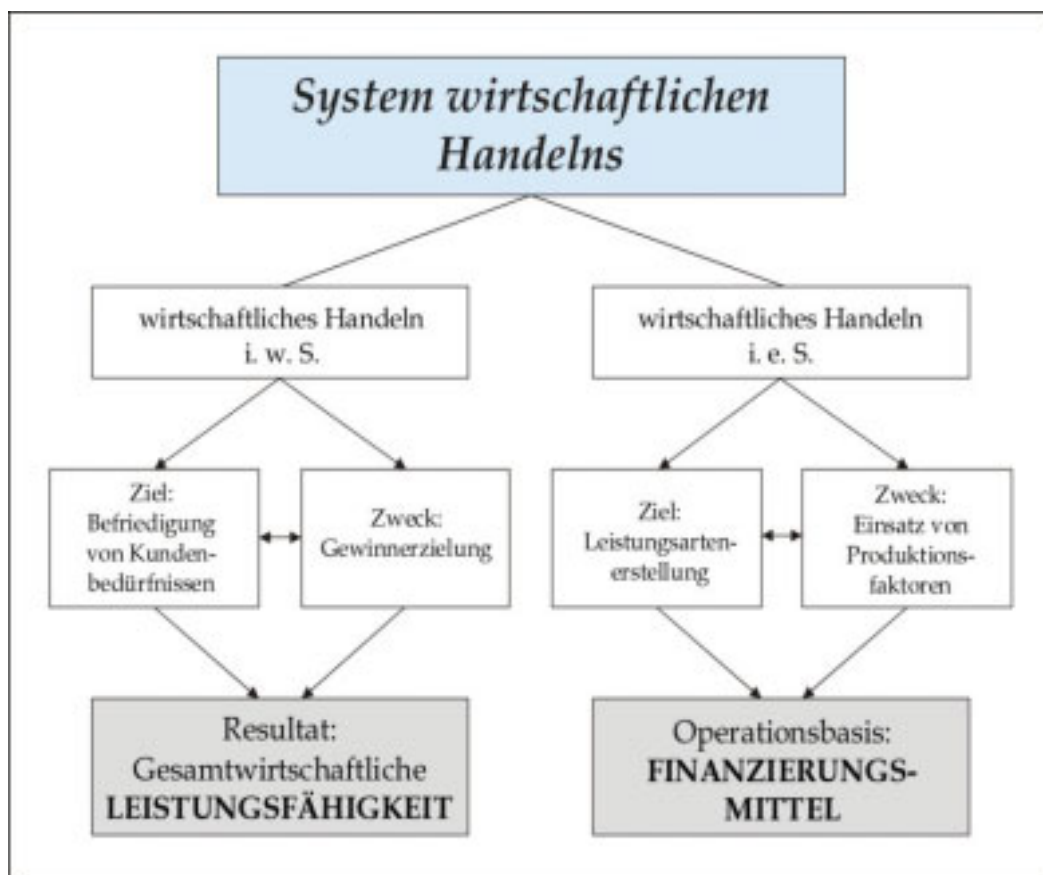 System wirtschaftlichen
Handelns
wirtschaftliches Handeln
i. w. S.
wirtschaftliches Handeln
i. e. S.
Ziel:
Befriedigung
von Kunden-
bedürfnissen
Zweck:
Gewinnerzielung
Ziel:
Leistungsarten-
erstellung
Zweck:
Einsatz von
Produktions-
faktoren
Resultat:
Gesamtwirtschaftliche
LEISTUNGSFÄHIGKEIT
Operationsbasis:
FINANZIERUNGS-
MITTEL